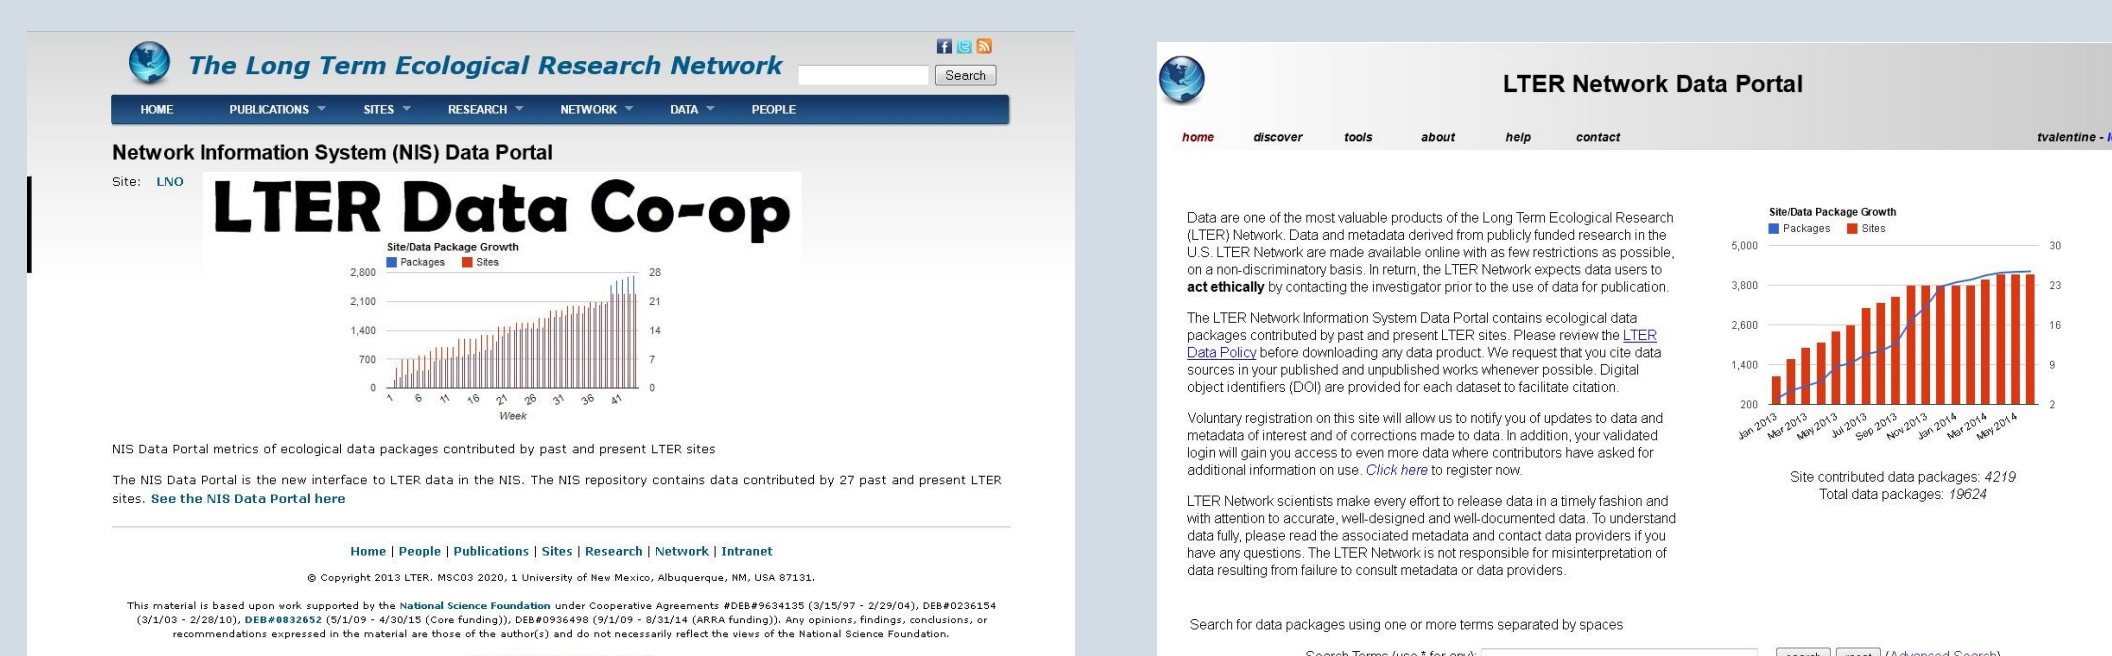 The Long Term Ecological Research Network
Search
HOME PUBLICATIONS SITES RESEARCH NETWORK DATA PEOPLE
Network Information System (NIS) Data Portal
Site: LNO
LTER Data Co-op
Site/Data Package Growth
Packages Sites
2,800 28
2,100 21
1,400 14
700 7
0 0
1 6 11 16 21 26 31 36 41
Week
NIS Data Portal metrics of ecological data packages contributed by past and present LTER sites
The NIS Data Portal is the new interface to LTER data in the NIS. The NIS repository contains data contributed by 27 past and present LTER
sites. See the NIS Data Portal here
Home | People | Publications | Sites | Research | Network | Intranet
© Copyright 2013 LTER. MSC03 2020, 1 University of New Mexico, Albuquerque, NM, USA 87131.
This material is based upon work supported by the National Science Foundation under Cooperative Agreements #DEB#9634135 (3/15/97 - 2/29/04), DEB#0236154
(3/1/03 - 2/28/10), DEB#0832652 (5/1/09 - 4/30/15 (Core funding)), DEB#0936498 (9/1/09 - 8/31/14 (ARRA funding)). Any opinions, findings, conclusions, or
recommendations expressed in the material are those of the author(s) and do not necessarily reflect the views of the National Science Foundation.
LTER Network Data Portal
home discover tools about help contact tvalentine -
Data are one of the most valuable products of the Long Term Ecological Research
(LTER) Network. Data and metadata derived from publicly funded research in the
U.S. LTER Network are made available online with as few restrictions as possible,
on a non-discriminatory basis. In return, the LTER Network expects data users to
act ethically by contacting the investigator prior to the use of data for publication.
The LTER Network Information System Data Portal contains ecological data
packages contributed by past and present LTER sites. Please review the LTER
Data Policy before downloading any data product. We request that you cite data
sources in your published and unpublished works whenever possible. Digital
object identifiers (DOI) are provided for each dataset to facilitate citation.
Voluntary registration on this site will allow us to notify you of updates to data and
metadata of interest and of corrections made to data. In addition, your validated
login will gain you access to even more data where contributors have asked for
additional information on use. Click here to register now.
LTER Network scientists make every effort to release data in a timely fashion and
with attention to accurate, well-designed and well-documented data. To understand
data fully, please read the associated metadata and contact data providers if you
have any questions. The LTER Network is not responsible for misinterpretation of
data resulting from failure to consult metadata or data providers.
Site/Data Package Growth
Packages Sites
5,000 30
3,800 23
2,600 16
1,400 9
200 2
Jan 2013 Mar 2013 May 2013 Jul 2013 Sep 2013 Nov 2013 Jan 2014 Mar 2014 May 2014
Site contributed data packages: 4219
Total data packages: 19624
Search for data packages using one or more terms separated by spaces
Search Terms (use * for any): search reset (Advanced Search)